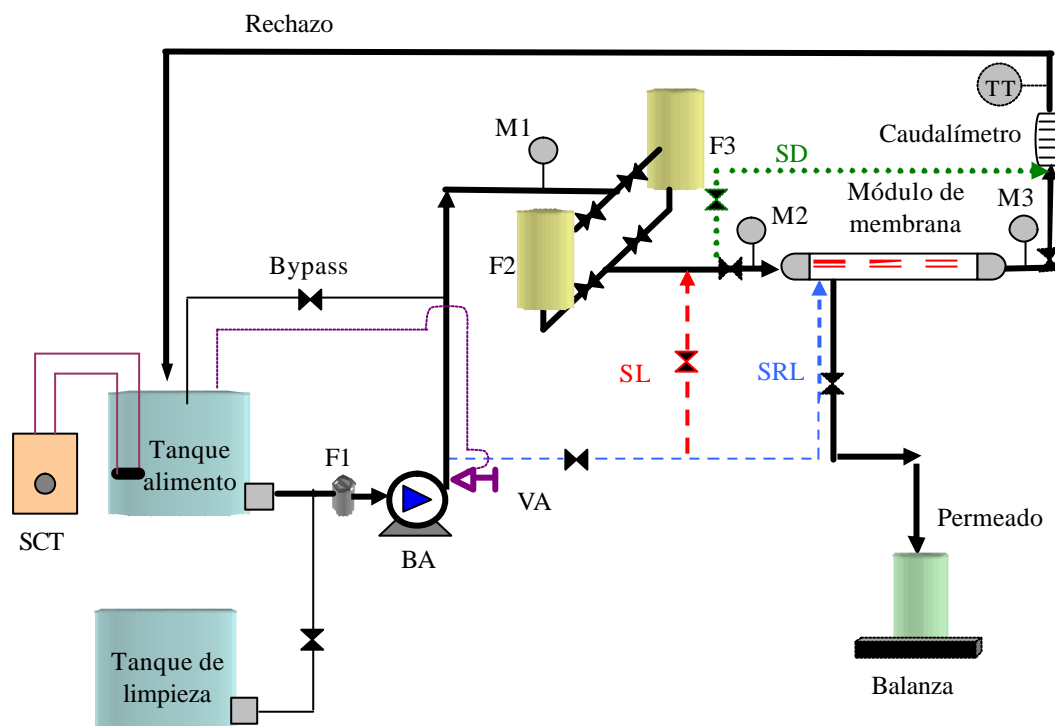 Rechazo
TT
M1
Caudalímetro
F3
SD
Módulo de
membrana
M3
M2
F2
Bypass
SL
SRL
Tanque
alimento
F1
VA
SCT
BA
Permeado
Tanque de
limpieza
Balanza